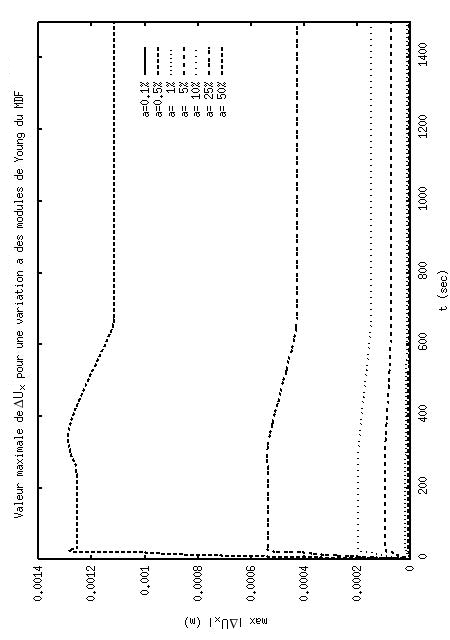 Valeur maximale de ΔUx pour une variation a des modules de Young du MDF
0.0014
0.0012
0.001
0.0008
0.0006
0.0004
0.0002
0
max |ΔUx| (m)
a=0.1%
a=0.5%
a= 1%
a= 5%
a= 10%
a= 25%
a= 50%
0
200
400
600
800
1000
1200
1400
t (sec)